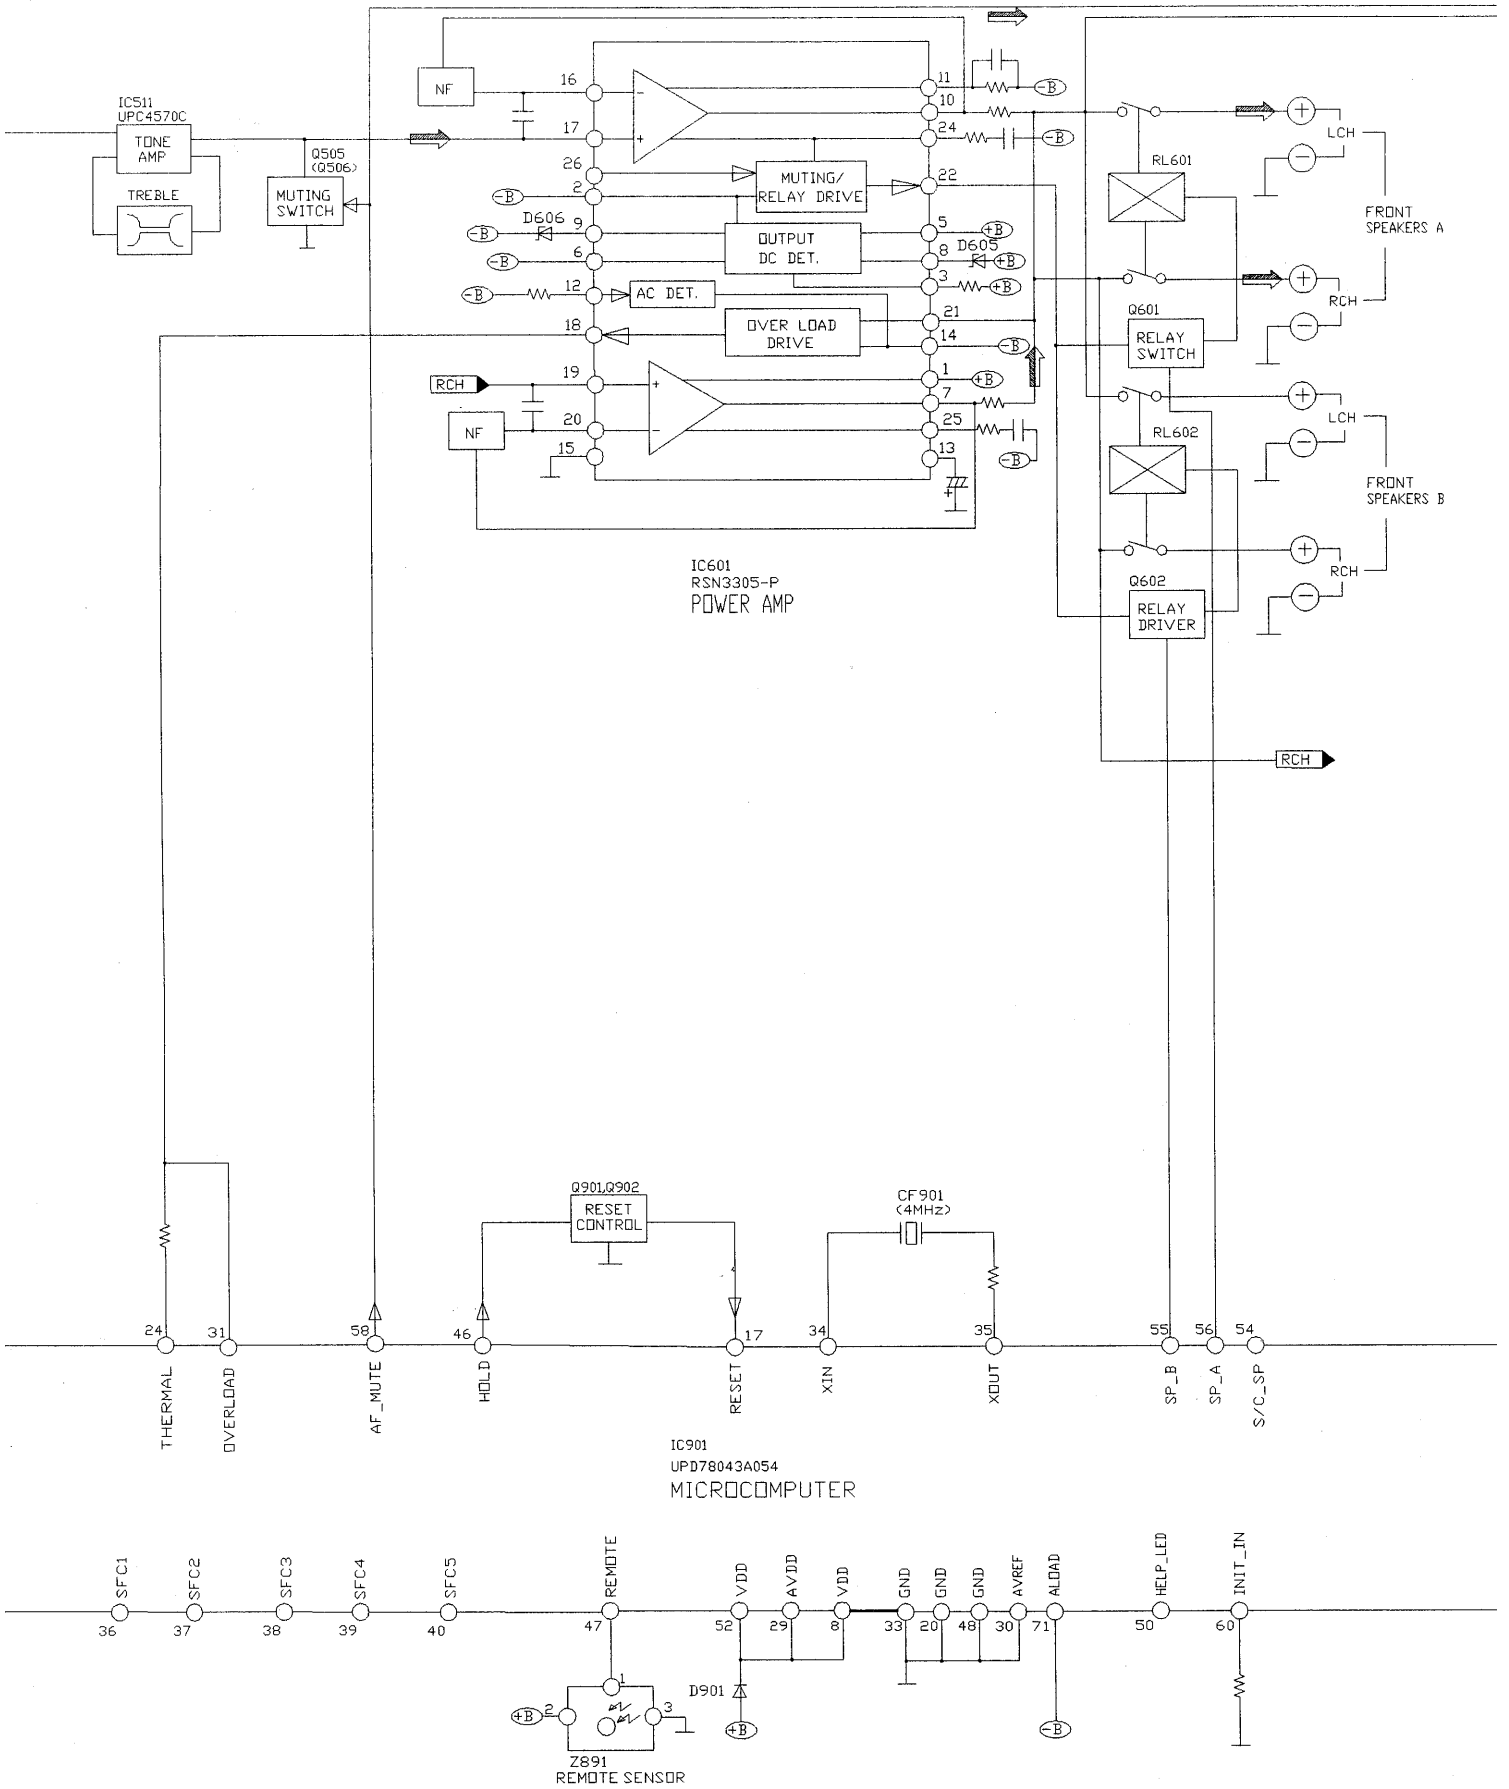 IC511
UPC4570C
TONE
AMP
TREBLE
Q505
(Q506)
MUTING
SWITCH
NF
16
17
26
2
-B
D606
9
-B
6
-B
12
-B
18
RCH
19
20
NF
15
MUTING/
RELAY DRIVE
OUTPUT
DC DET.
AC DET.
OVER LOAD
DRIVE
11
-B
10
24
-B
22
5
+B
D605
8
+B
3
+B
21
14
-B
1
+B
7
25
-B
13
+
IC601
RSN3305-P
POWER AMP
RL601
Q601
RELAY
SWITCH
RL602
Q602
RELAY
DRIVER
+
LCH
-
FRONT
SPEAKERS A
+
RCH
-
+
LCH
-
FRONT
SPEAKERS B
+
RCH
-
RCH
Q901,Q902
RESET
CONTROL
CF901
(4MHz)
24
31
58
46
17
34
35
55
56
54
THERMAL
OVERLOAD
AF_MUTE
HOLD
RESET
XIN
XOUT
SP_B
SP_A
S/C_SP
IC901
UPD78043A054
MICROCOMPUTER
SFC1
SFC2
SFC3
SFC4
SFC5
REMOTE
VDD
AVDD
VDD
GND
GND
GND
AVREF
ALOAD
HELP_LED
INIT_IN
36
37
38
39
40
47
52
29
8
33
20
48
30
71
50
60
1
+B
2
3
D901
+B
-B
Z891
REMOTE SENSOR